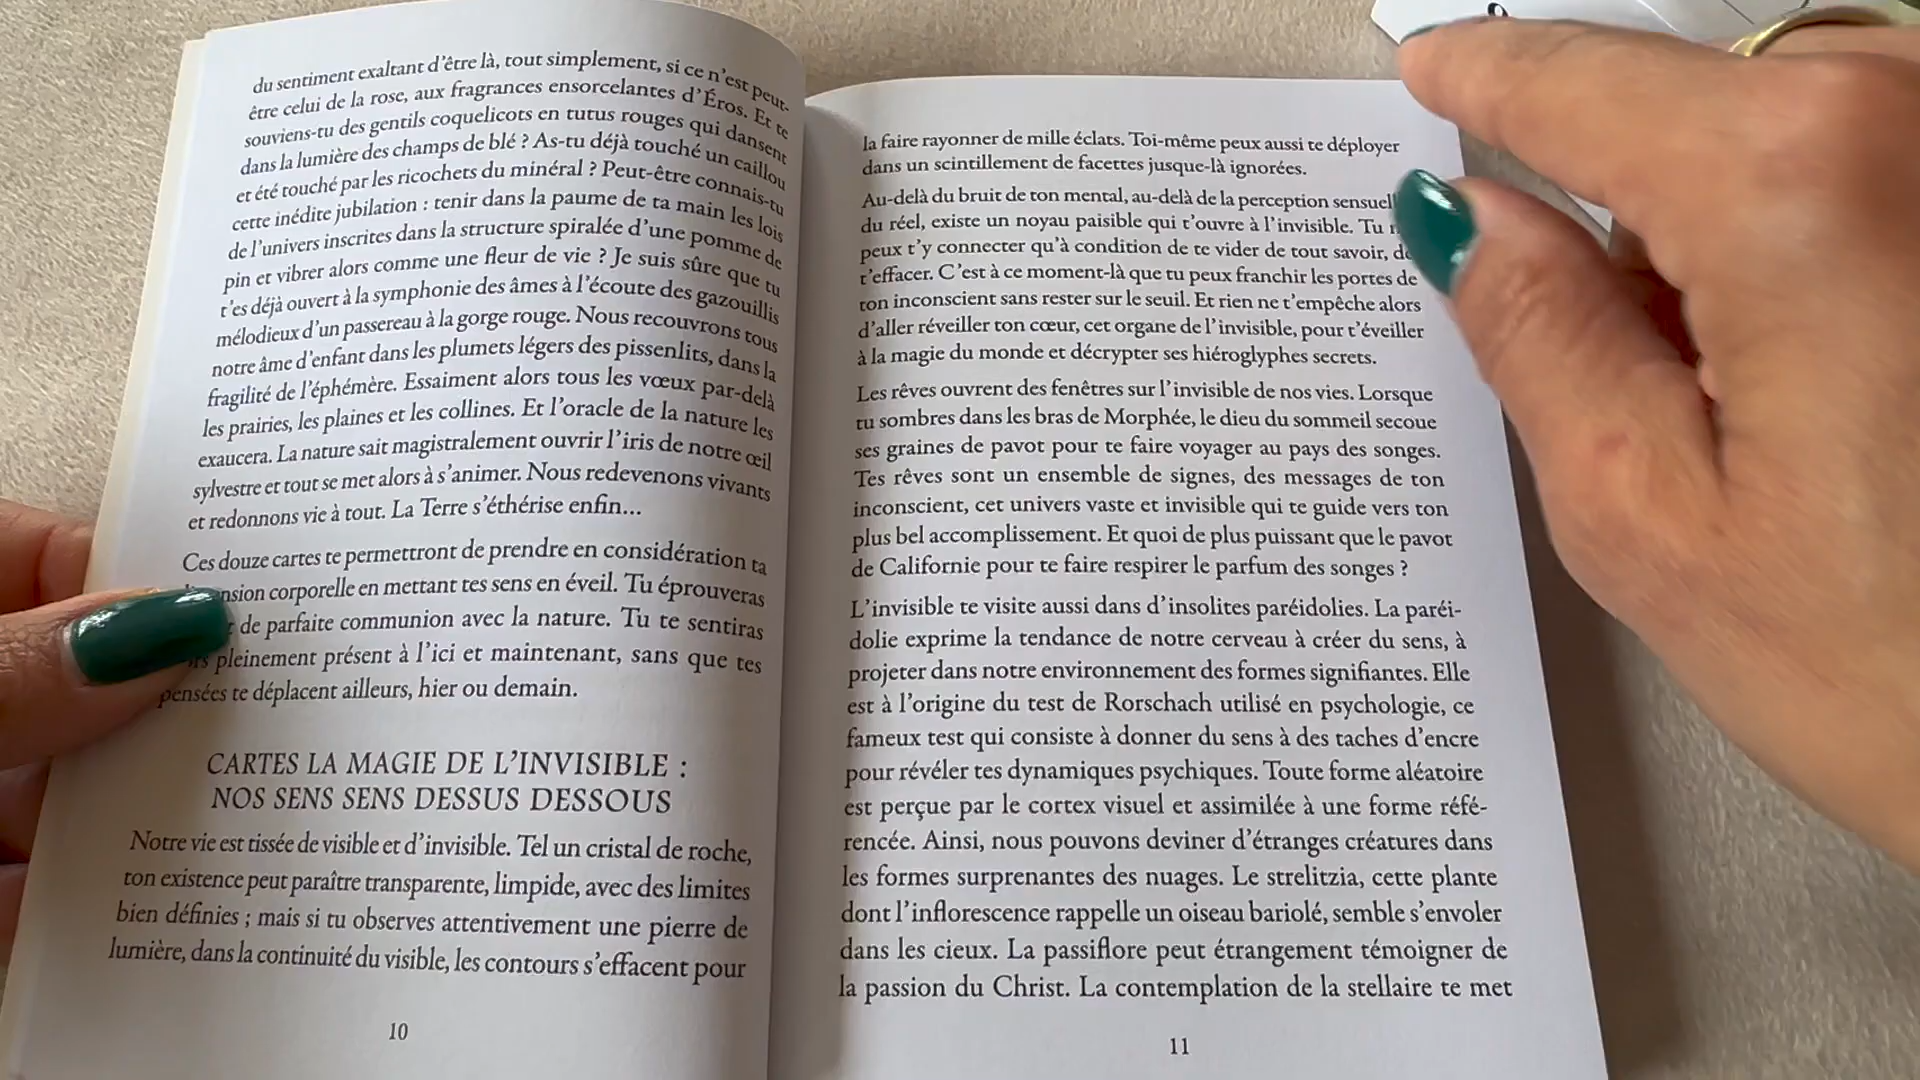 du sentiment exaltant d'être là, tout simplement, si ce n'est peut-
être celui de la rose, aux fragrances ensorcelantes d'Éros. Et te
souviens-tu des gentils coquelicots en tutus rouges qui dansent
dans la lumière des champs de blé ? As-tu déjà touché un caillou
et été touché par les ricochets du minéral ? Peut-être connais-tu
cette inédite jubilation : tenir dans la paume de ta main les lois
de l'univers inscrites dans la structure spiralée d'une pomme de
pin et vibrer alors comme une fleur de vie ? Je suis sûre que tu
t'es déjà ouvert à la symphonie des âmes à l'écoute des gazouillis
mélodieux d'un passereau à la gorge rouge. Nous recouvrons tous
notre âme d'enfant dans les plumets légers des pissenlits, dans la
fragilité de l'éphémère. Essaiment alors tous les vœux par-delà
les prairies, les plaines et les collines. Et l'oracle de la nature les
exaucera. La nature sait magistralement ouvrir l'iris de notre œil
sylvestre et tout se met alors à s'animer. Nous redevenons vivants
et redonnons vie à tout. La Terre s'éthérise enfin...
Ces douze cartes te permettront de prendre en considération ta
corporelle en mettant tes sens en éveil. Tu éprouveras
de parfaite communion avec la nature. Tu te sentiras
pleinement présent à l'ici et maintenant, sans que tes
pensées te déplacent ailleurs, hier ou demain.
CARTES LA MAGIE DE L'INVISIBLE :
NOS SENS SENS DESSUS DESSOUS
Notre vie est tissée de visible et d'invisible. Tel un cristal de roche,
ton existence peut paraître transparente, limpide, avec des limites
bien définies ; mais si tu observes attentivement une pierre de
lumière, dans la continuité du visible, les contours s'effacent pour
10
la faire rayonner de mille éclats. Toi-même peux aussi te déployer
dans un scintillement de facettes jusque-là ignorées.
Au-delà du bruit de ton mental, au-delà de la perception
du réel, existe un noyau paisible qui t'ouvre à l'invisible. Tu
peux t'y connecter qu'à condition de te vider de tout savoir,
t'effacer. C'est à ce moment-là que tu peux franchir les portes de
ton inconscient sans rester sur le seuil. Et rien ne t'empêche alors
d'aller réveiller ton cœur, cet organe de l'invisible, pour t'éveiller
à la magie du monde et décrypter ses hiéroglyphes secrets.
Les rêves ouvrent des fenêtres sur l'invisible de nos vies. Lorsque
tu sombres dans les bras de Morphée, le dieu du sommeil secoue
ses graines de pavot pour te faire voyager au pays des songes.
Tes rêves sont un ensemble de signes, des messages de ton
inconscient, cet univers vaste et invisible qui te guide vers ton
plus bel accomplissement. Et quoi de plus puissant que le pavot
de Californie pour te faire respirer le parfum des songes ?
L'invisible te visite aussi dans d'insolites paréidolies. La paréi-
dolie exprime la tendance de notre cerveau à créer du sens, à
projeter dans notre environnement des formes signifiantes. Elle
est à l'origine du test de Rorschach utilisé en psychologie, ce
fameux test qui consiste à donner du sens à des taches d'encre
pour révéler tes dynamiques psychiques. Toute forme aléatoire
est perçue par le cortex visuel et assimilée à une forme réfé-
rencée. Ainsi, nous pouvons deviner d'étranges créatures dans
les formes surprenantes des nuages. Le strelitzia, cette plante
dont l'inflorescence rappelle un oiseau bariolé, semble s'envoler
dans les cieux. La passiflore peut étrangement témoigner de
la passion du Christ. La contemplation de la stellaire te met
11